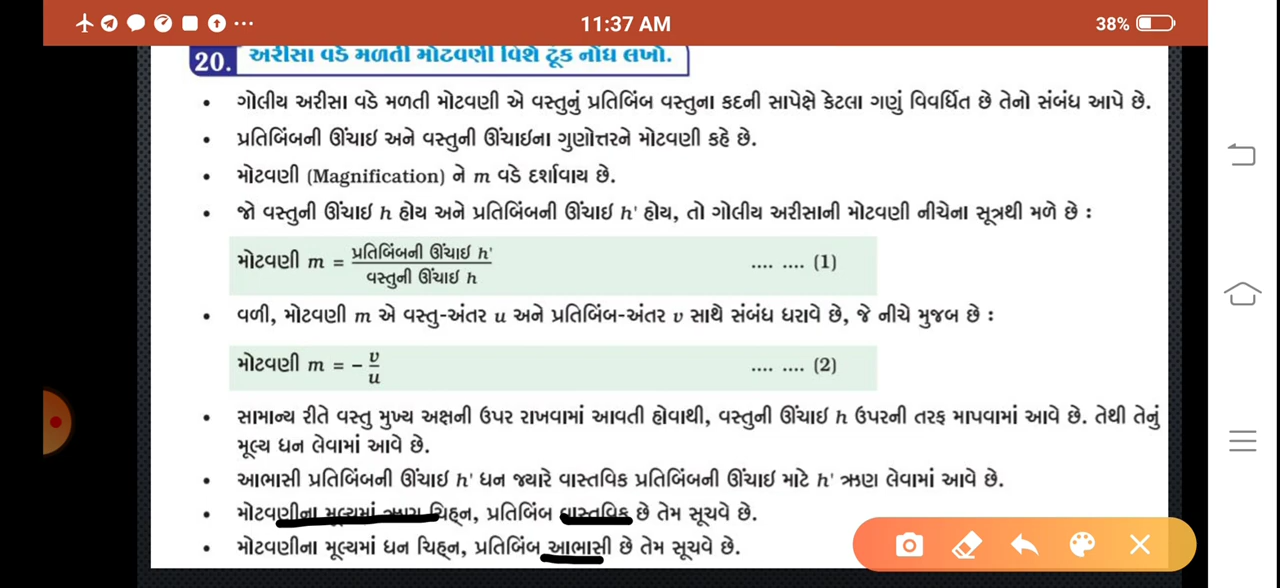 11:37 AM
38%
20. અરીસા વડે મળતી મોટવણી વિશે ટૂંક નોંધ લખો.
• ગોલીય અરીસા વડે મળતી મોટવણી એ વસ્તુનું પ્રતિબિંબ વસ્તુના કદની સાપેક્ષે કેટલા ગણું વિવર્ધિત છે તેનો સંબંધ આપે છે.
• પ્રતિબિંબની ઊંચાઇ અને વસ્તુની ઊંચાઇના ગુણોત્તરને મોટવણી કહે છે.
• મોટવણી (Magnification) ને m વડે દર્શાવાય છે.
• જો વસ્તુની ઊંચાઇ h હોય અને પ્રતિબિંબની ઊંચાઇ h' હોય, તો ગોલીય અરીસાની મોટવણી નીચેના સૂત્રથી મળે છે :
મોટવણી m = પ્રતિબિંબની ઊંચાઇ h' / વસ્તુની ઊંચાઇ h .... .... (1)
• વળી, મોટવણી m એ વસ્તુ-અંતર u અને પ્રતિબિંબ-અંતર v સાથે સંબંધ ધરાવે છે, જે નીચે મુજબ છે :
મોટવણી m = – v / u .... .... (2)
• સામાન્ય રીતે વસ્તુ મુખ્ય અક્ષની ઉપર રાખવામાં આવતી હોવાથી, વસ્તુની ઊંચાઇ h ઉપરની તરફ માપવામાં આવે છે. તેથી તેનું
મૂલ્ય ધન લેવામાં આવે છે.
• આભાસી પ્રતિબિંબની ઊંચાઇ h' ધન જ્યારે વાસ્તવિક પ્રતિબિંબની ઊંચાઇ માટે h' ઋણ લેવામાં આવે છે.
• મોટવણીના મૂલ્યમાં ઋણ ચિહ્ન, પ્રતિબિંબ વાસ્તવિક છે તેમ સૂચવે છે.
• મોટવણીના મૂલ્યમાં ધન ચિહ્ન, પ્રતિબિંબ આભાસી છે તેમ સૂચવે છે.